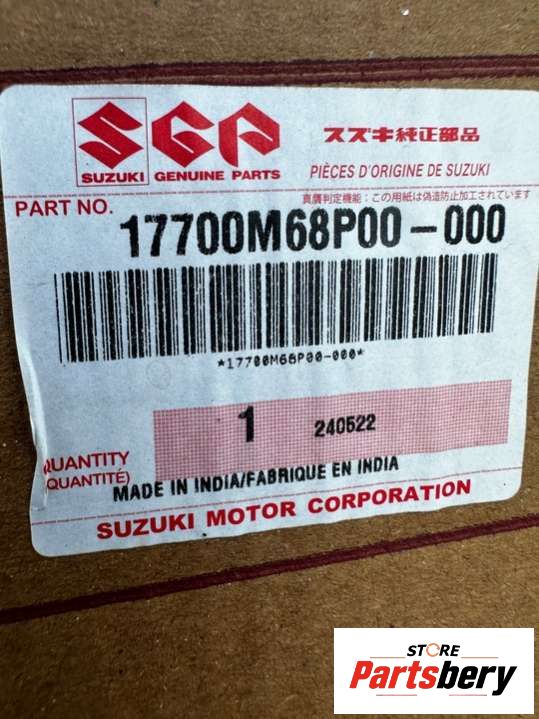 SGP
スズキ純正部品
SUZUKI GENUINE PARTS
PIÈCES D'ORIGINE DE SUZUKI
真贋判定機能：この用紙は偽造防止加工されています
PART NO.
17700M68P00-000
*17700M68P00-000*
1 240522
QUANTITY
(QUANTITÉ)
MADE IN INDIA/FABRIQUE EN INDIA
SUZUKI MOTOR CORPORATION
STORE
Partsbery